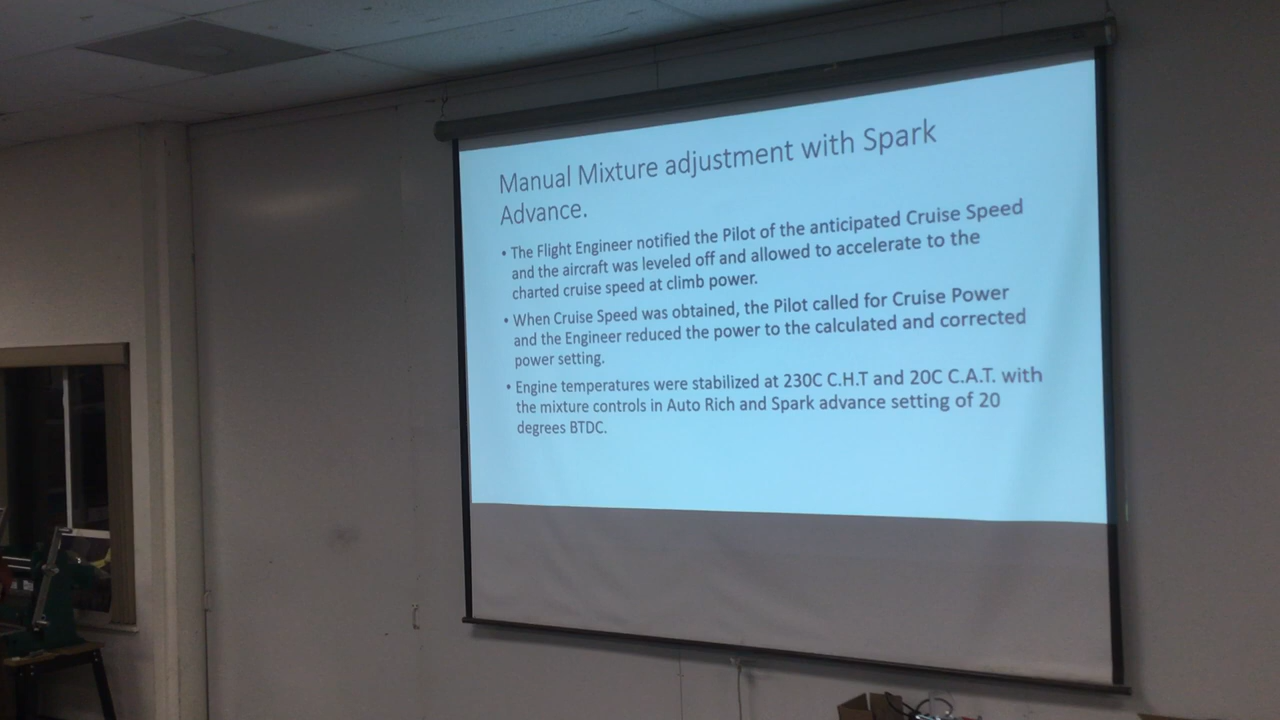 Manual Mixture adjustment with Spark
Advance.
• The Flight Engineer notified the Pilot of the anticipated Cruise Speed
and the aircraft was leveled off and allowed to accelerate to the
charted cruise speed at climb power.
• When Cruise Speed was obtained, the Pilot called for Cruise Power
and the Engineer reduced the power to the calculated and corrected
power setting.
• Engine temperatures were stabilized at 230C C.H.T and 20C C.A.T. with
the mixture controls in Auto Rich and Spark advance setting of 20
degrees BTDC.